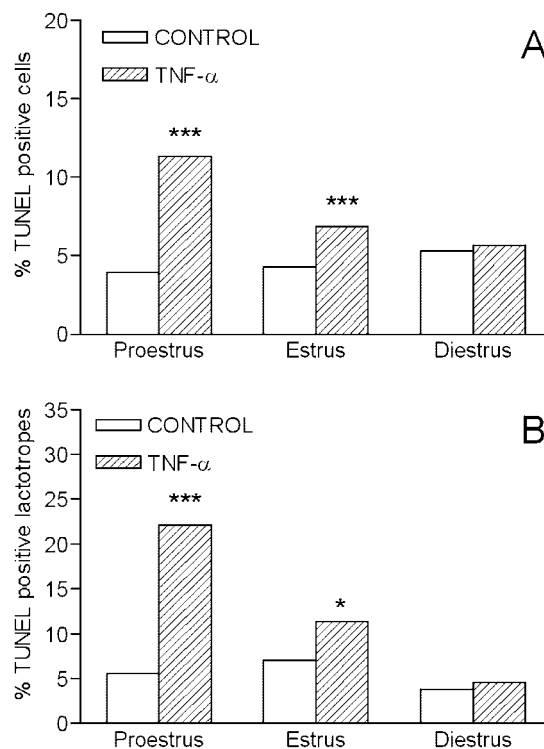 20
CONTROL
A
TNF-α
15
***
***
10
5
0
% TUNEL positive cells
Proestrus Estrus Diestrus
35
CONTROL
B
30
TNF-α
25
***
20
15
*
10
5
0
% TUNEL positive lactotropes
Proestrus Estrus Diestrus